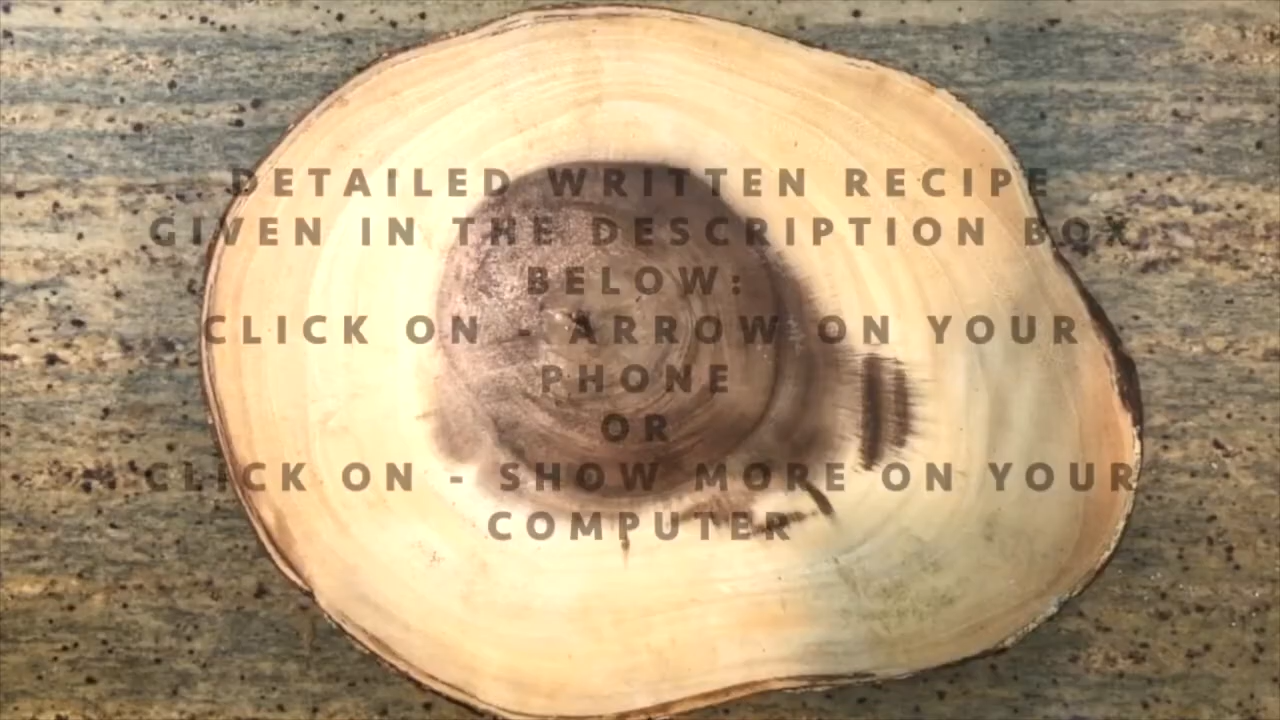 DETAILED WRITTEN RECIPE
GIVEN IN THE DESCRIPTION BOX
BELOW:
CLICK ON - ARROW ON YOUR
PHONE
OR
CLICK ON - SHOW MORE ON YOUR
COMPUTER